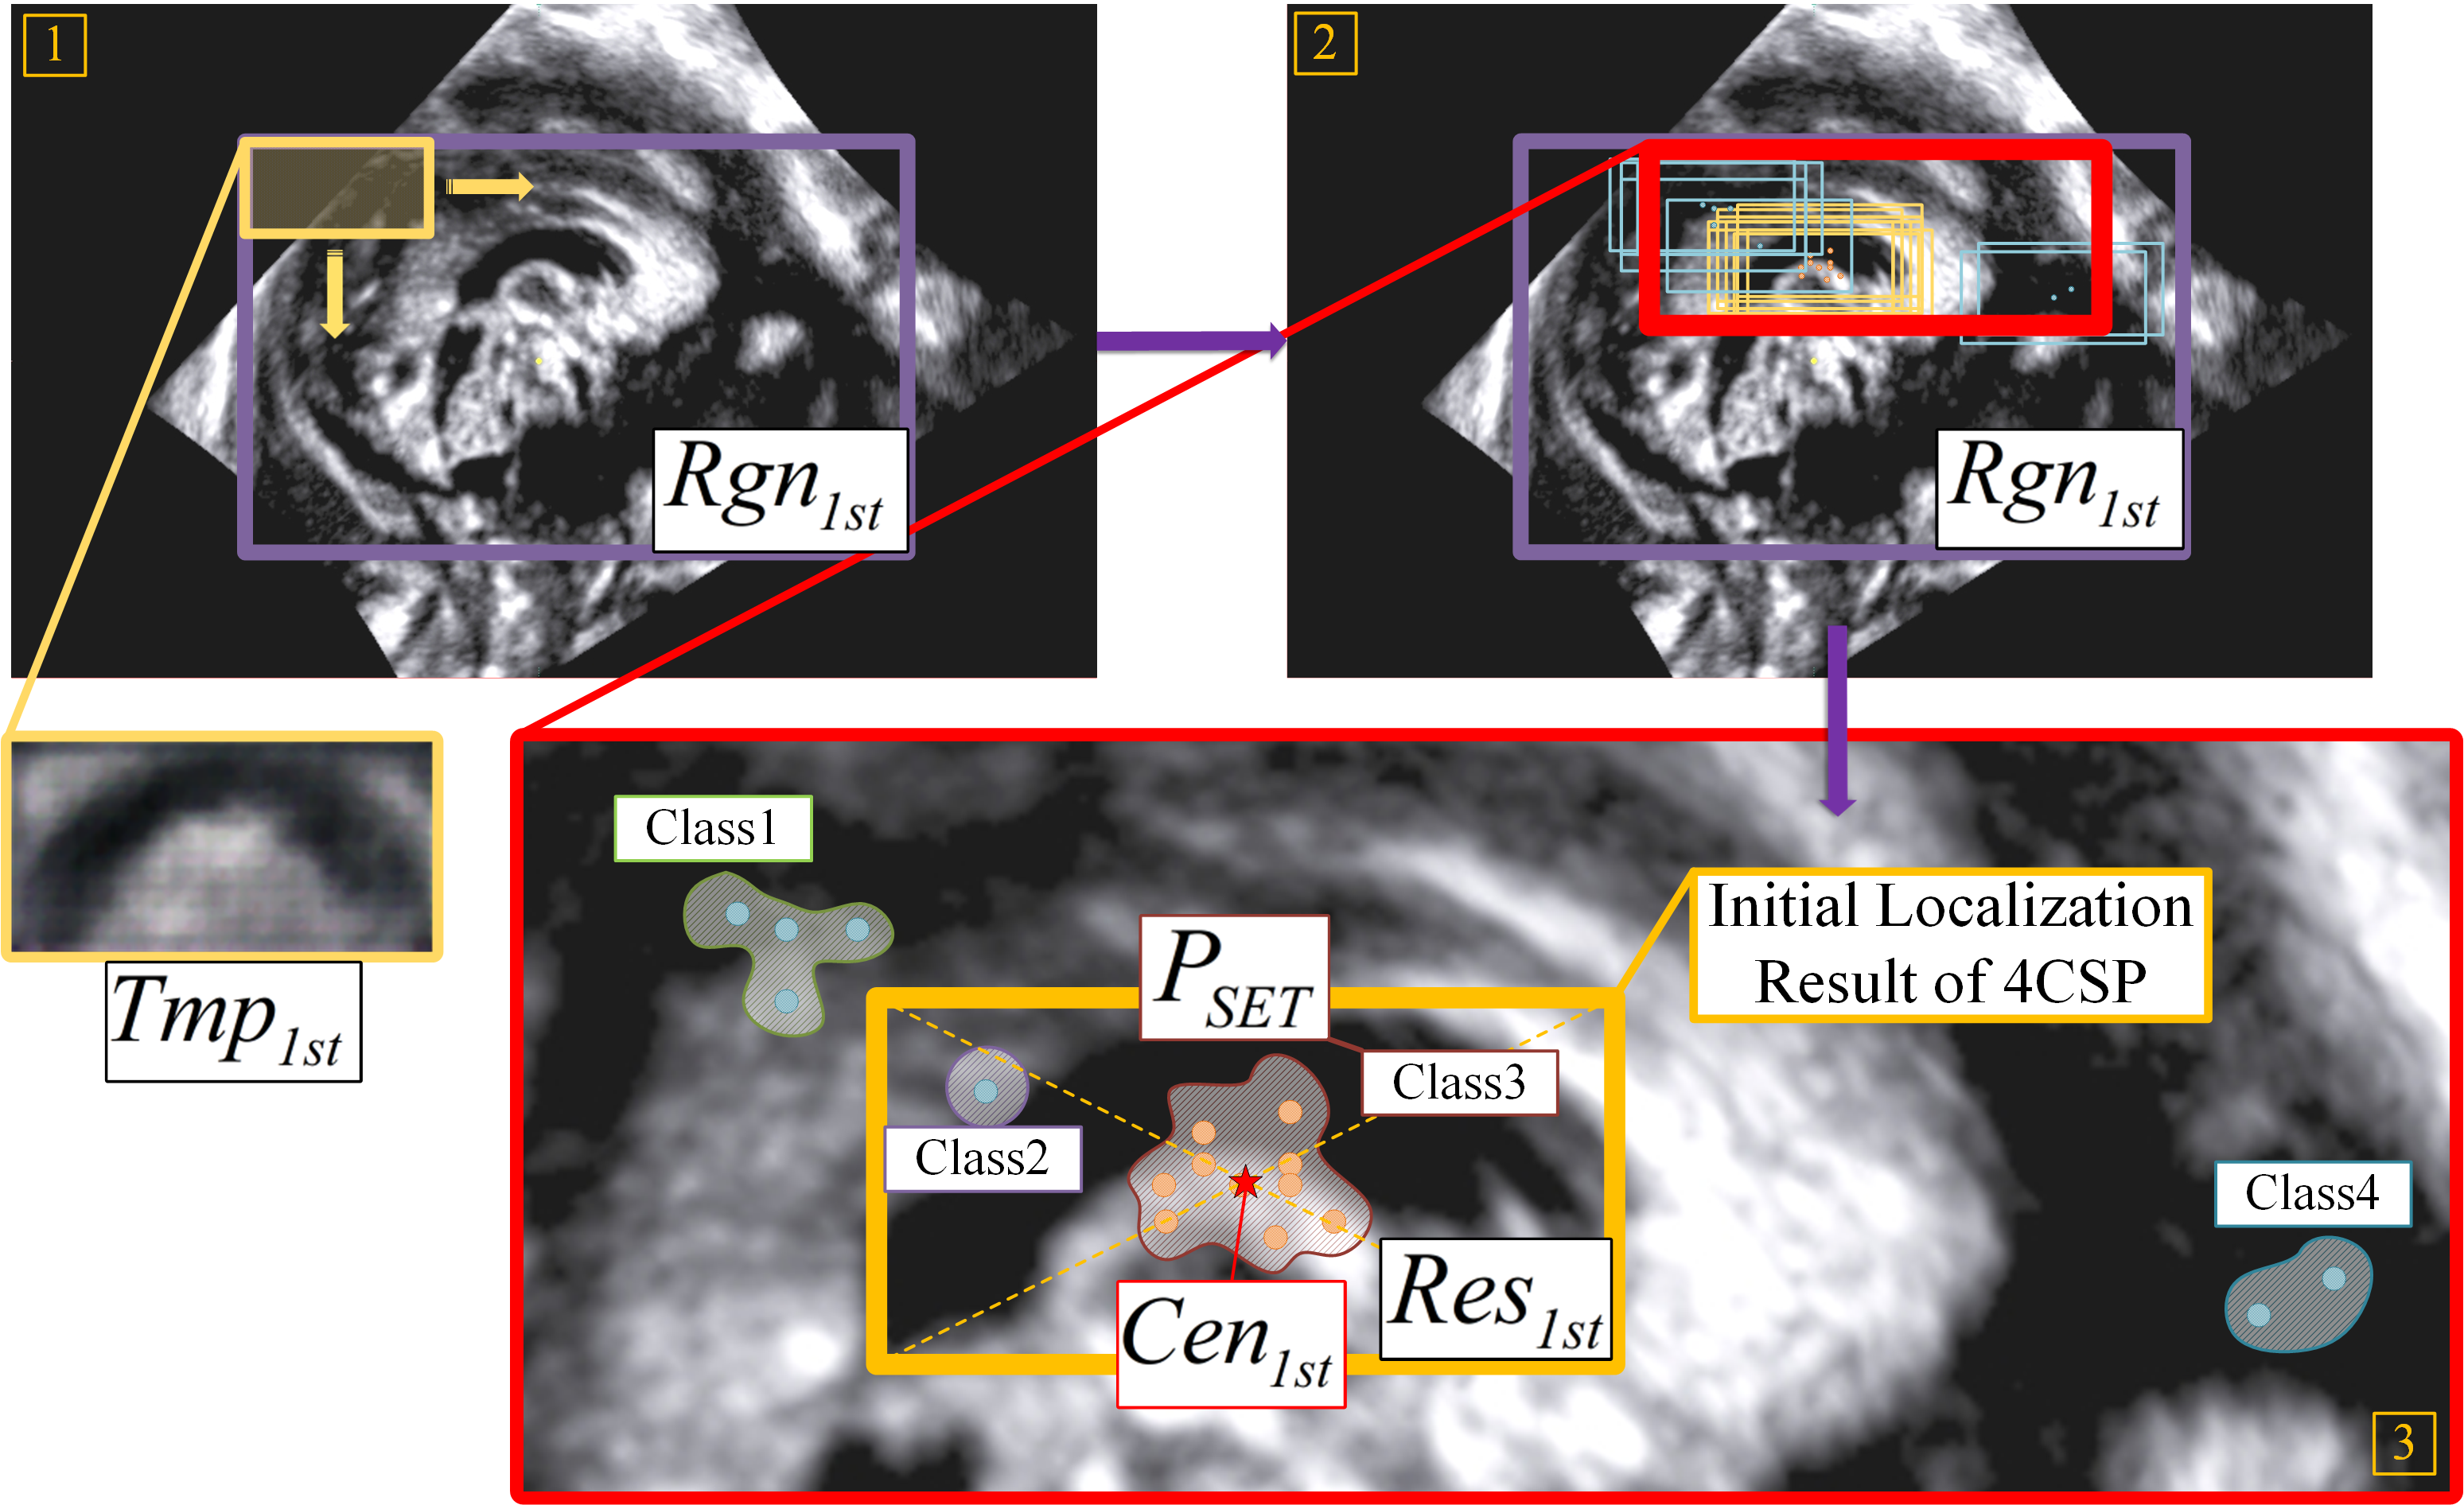 1
2
Rgn1st
Rgn1st
Tmp1st
Class1
Initial Localization
Result of 4CSP
PSET
Class3
Class2
Class4
Res1st
Cen1st
3